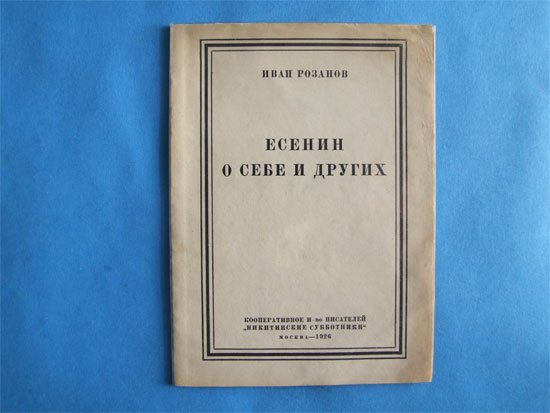 ИВАН РОЗАНОВ
ЕСЕНИН
О СЕБЕ И ДРУГИХ
КООПЕРАТИВНОЕ И-во ПИСАТЕЛЕЙ
„НИКИТИНСКИЕ СУББОТНИКИ“
МОСКВА—1926